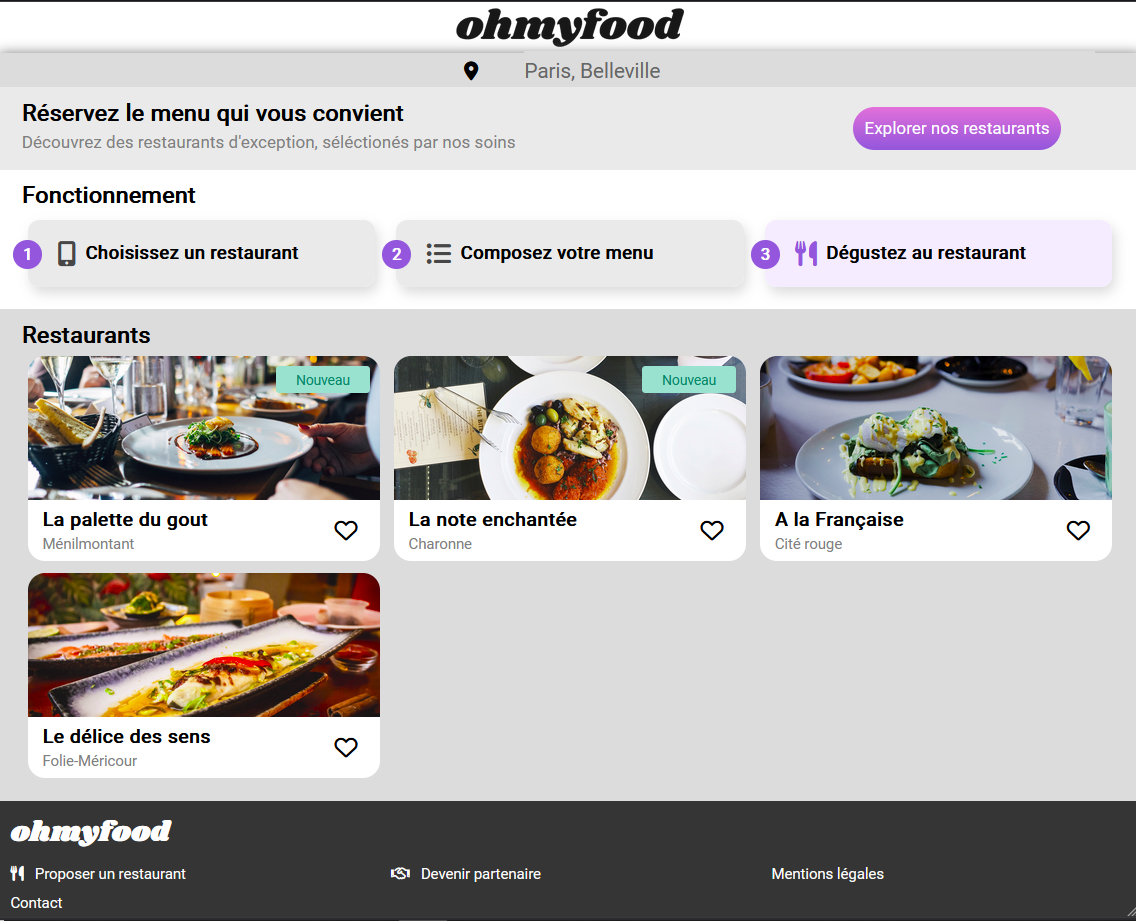 ohmyfood
Paris, Belleville
Réservez le menu qui vous convient
Découvrez des restaurants d'exception, séléctionés par nos soins
Explorer nos restaurants
Fonctionnement
1 Choisissez un restaurant
2 Composez votre menu
3 Dégustez au restaurant
Restaurants
Nouveau
Nouveau
La palette du gout
Ménilmontant
La note enchantée
Charonne
A la Française
Cité rouge
Le délice des sens
Folie-Méricour
ohmyfood
Proposer un restaurant
Devenir partenaire
Mentions légales
Contact